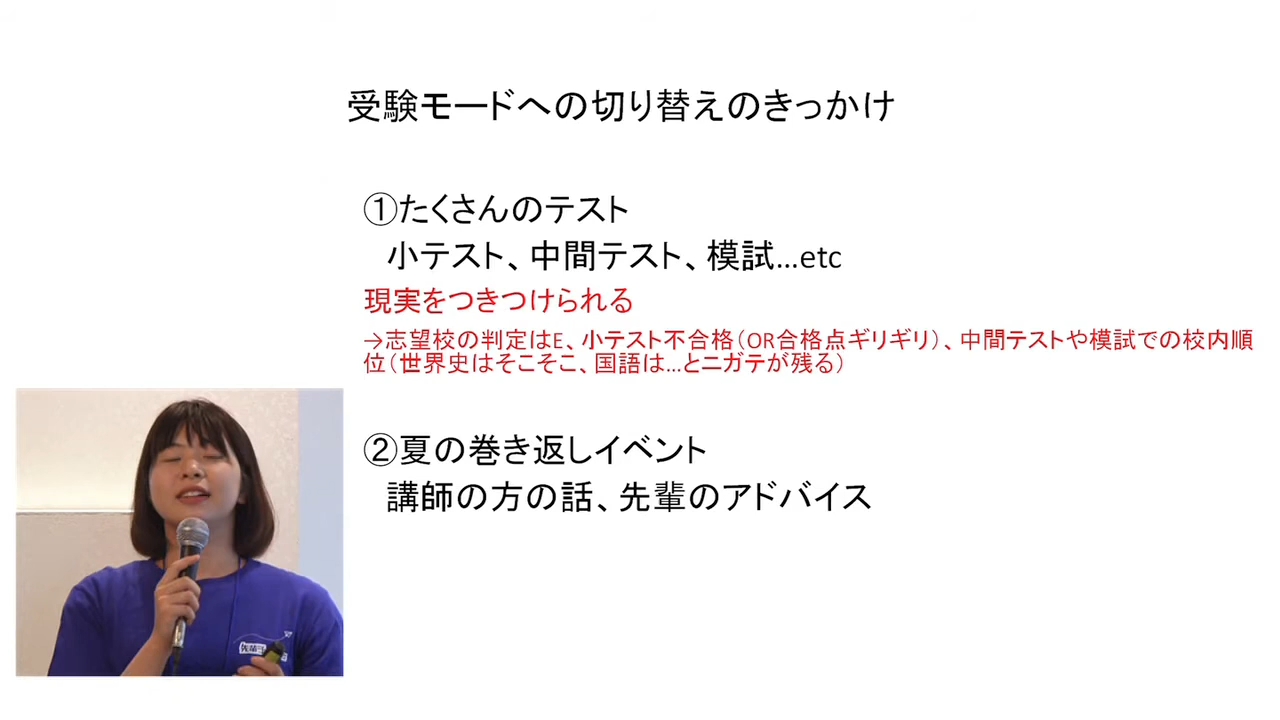 受験モードへの切り替えのきっかけ
①たくさんのテスト
小テスト、中間テスト、模試…etc
現実をつきつけられる
→志望校の判定はE、小テスト不合格（OR合格点ギリギリ）、中間テストや模試での校内順
位（世界史はそこそこ、国語は…とニガテが残る）
②夏の巻き返しイベント
講師の方の話、先輩のアドバイス